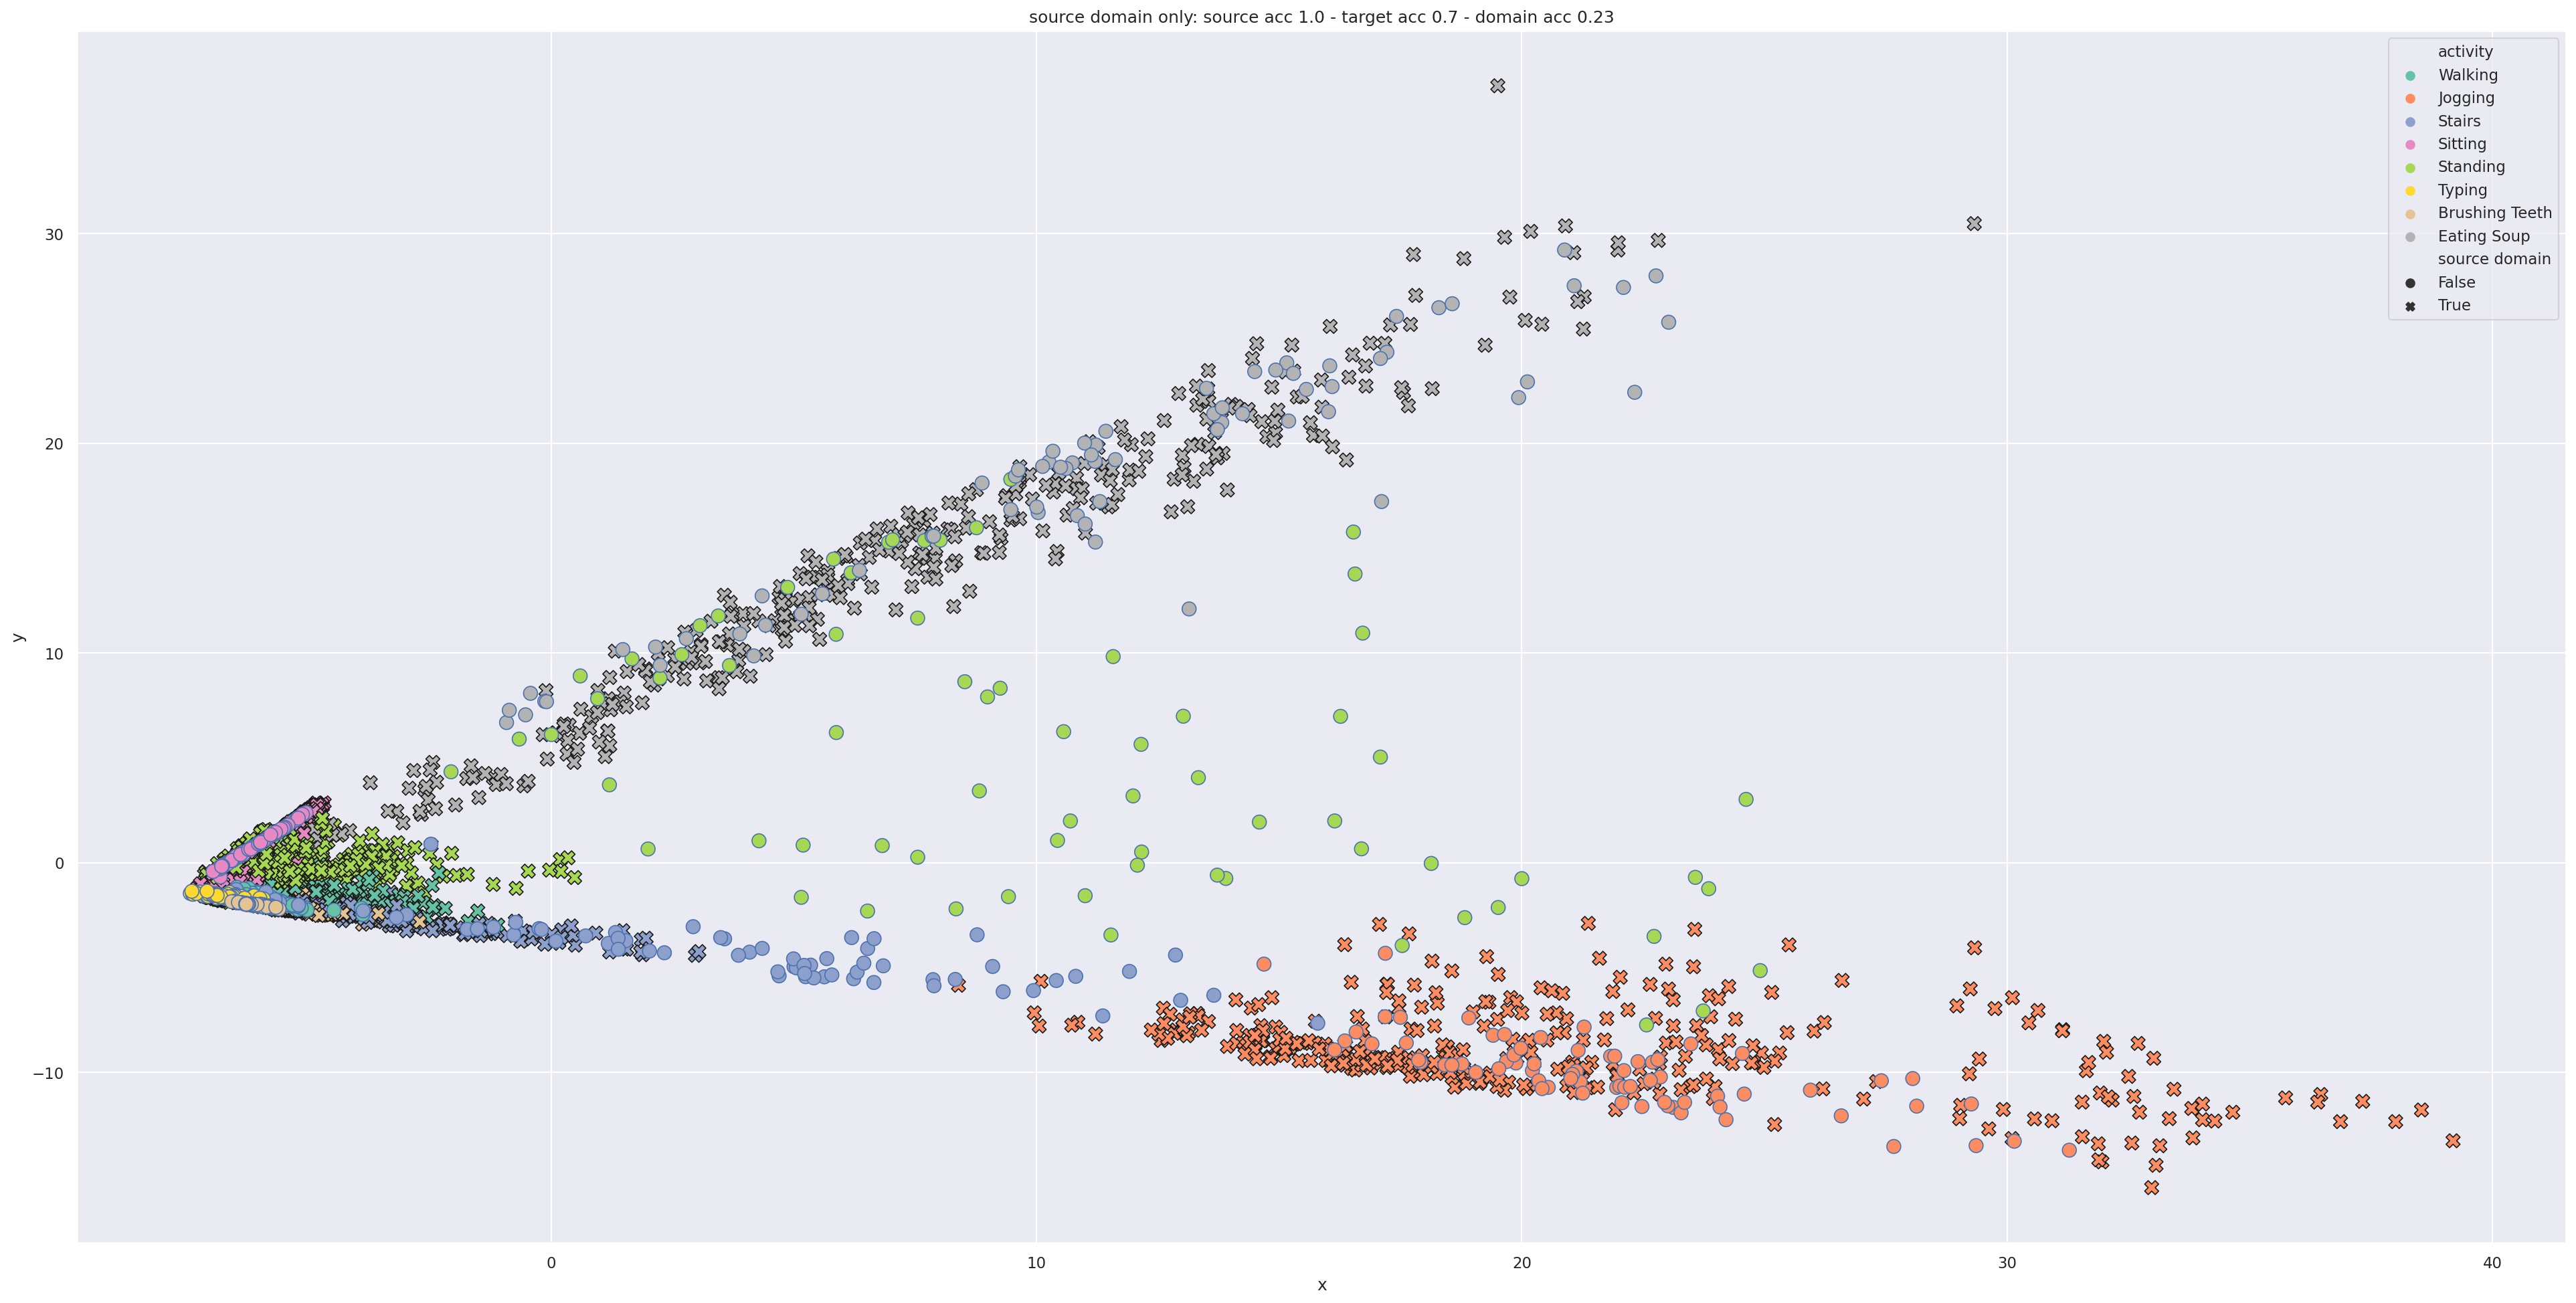 source domain only: source acc 1.0 - target acc 0.7 - domain acc 0.23
activity
Walking
Jogging
Stairs
Sitting
Standing
Typing
Brushing Teeth
Eating Soup
source domain
False
True
30
20
10
0
−10
y
0
10
20
30
40
x